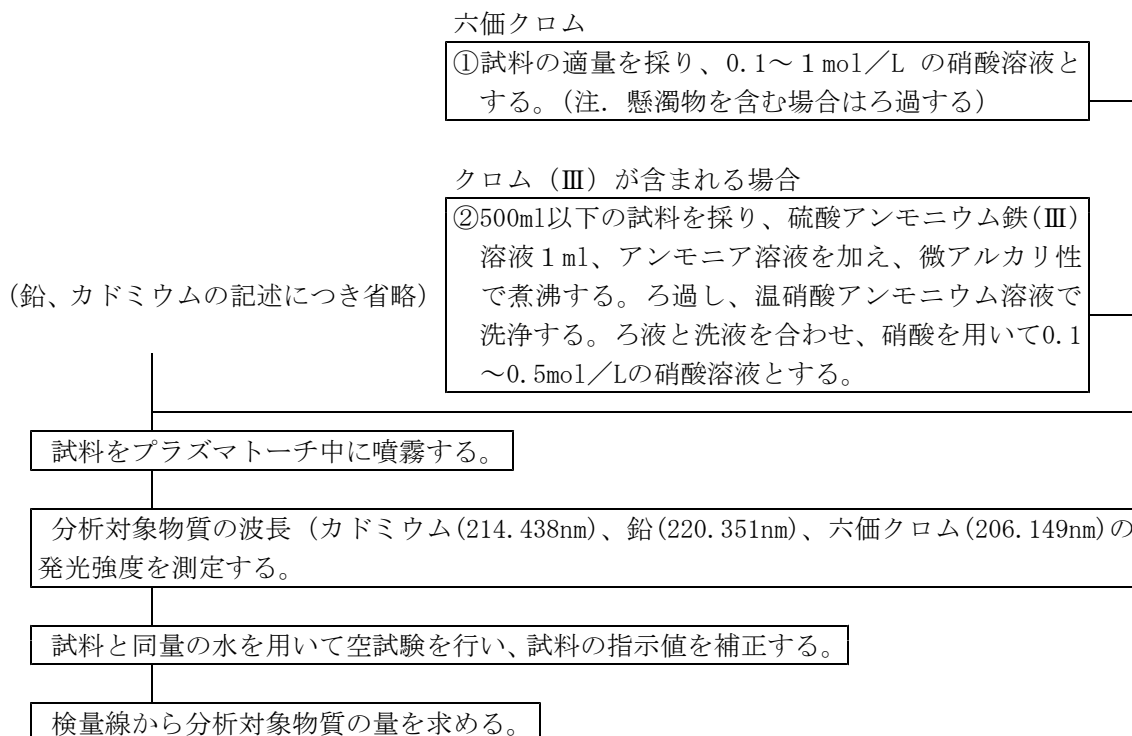 六価クロム
①試料の適量を採り、0.1～1mol／L の硝酸溶液と
する。(注. 懸濁物を含む場合はろ過する)
クロム（Ⅲ）が含まれる場合
②500ml以下の試料を採り、硫酸アンモニウム鉄(Ⅲ)
溶液１ml、アンモニア溶液を加え、微アルカリ性
で煮沸する。ろ過し、温硝酸アンモニウム溶液で
洗浄する。ろ液と洗液を合わせ、硝酸を用いて0.1
～0.5mol／Lの硝酸溶液とする。
(鉛、カドミウムの記述につき省略)
試料をプラズマトーチ中に噴霧する。
分析対象物質の波長（カドミウム(214.438nm)、鉛(220.351nm)、六価クロム(206.149nm)の
発光強度を測定する。
試料と同量の水を用いて空試験を行い、試料の指示値を補正する。
検量線から分析対象物質の量を求める。